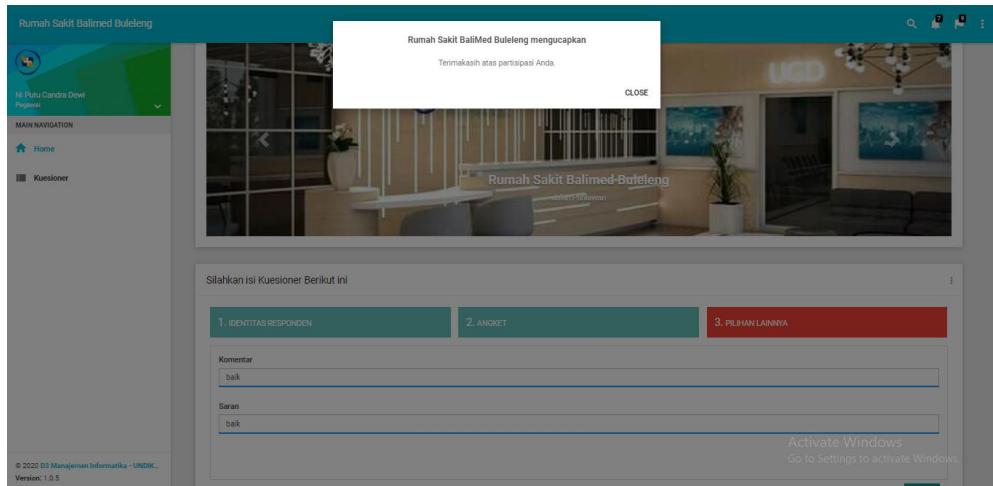 Rumah Sakit Balimed Buleleng
Rumah Sakit BaliMed Buleleng mengucapkan
Terimakasih atas partisipasi Anda.
CLOSE
Ni Putu Candra Dewi
Pegawai
MAIN NAVIGATION
Home
Kuesioner
UGD
Rumah Sakit Balimed Buleleng
Silahkan isi Kuesioner Berikut ini
1. IDENTITAS RESPONDEN
2. ANGKET
3. PILIHAN LAINNYA
Komentar
baik
Saran
baik
Activate Windows
Go to Settings to activate Windows.
© 2020 D3 Manajemen Informatika - UNDIK...
Version: 1.0.5